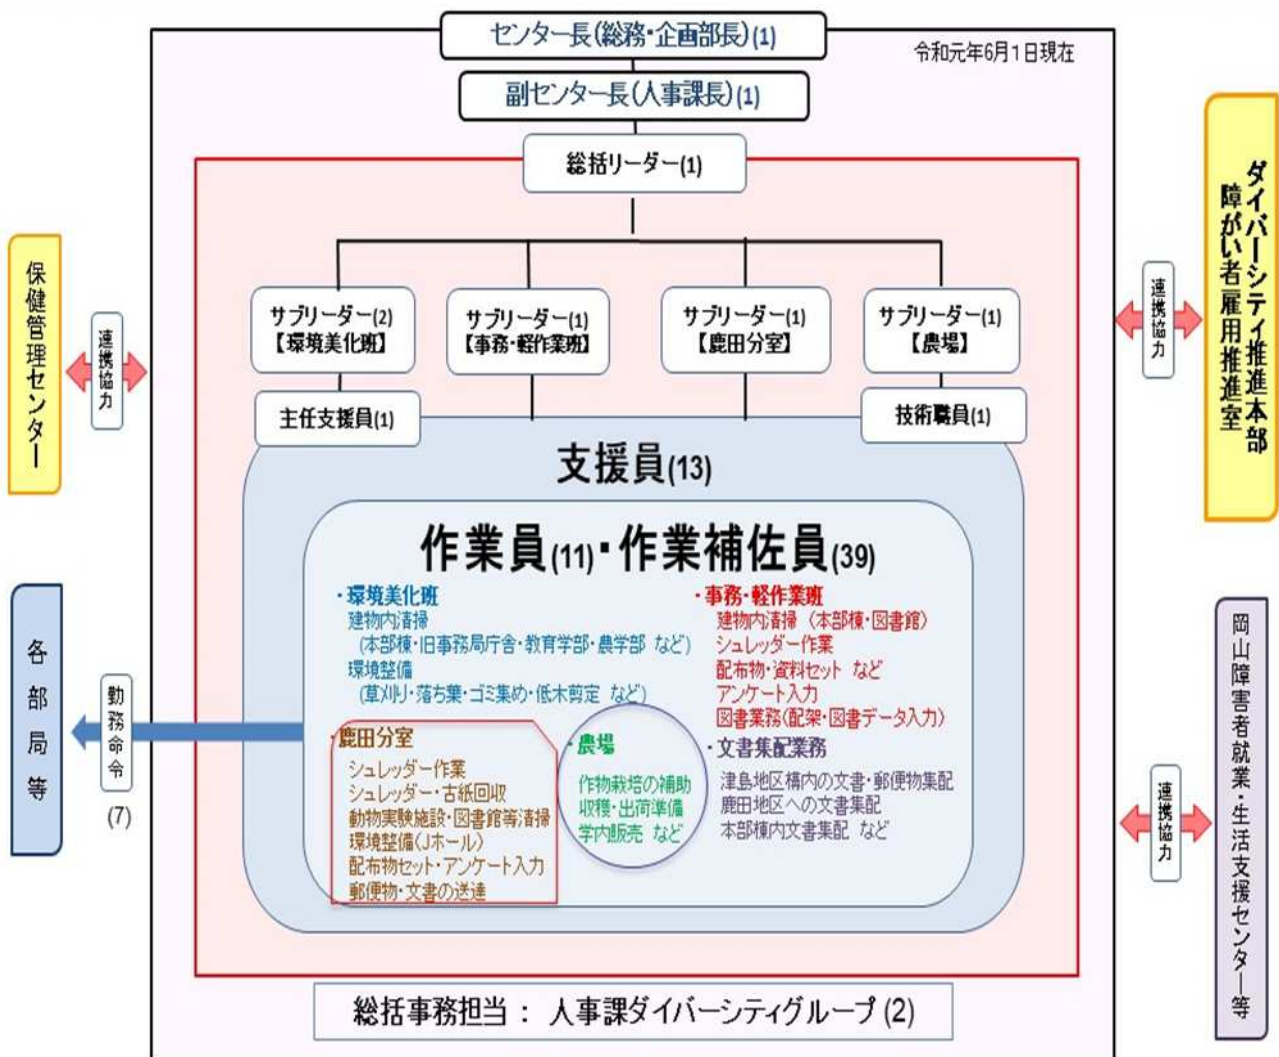 センター長(総務・企画部長)(1)
令和元年6月1日現在
副センター長(人事課長)(1)
総括リーダー(1)
サブリーダー(2)
【環境美化班】
サブリーダー(1)
【事務・軽作業班】
サブリーダー(1)
【鹿田分室】
サブリーダー(1)
【農場】
主任支援員(1)
技術職員(1)
支援員(13)
作業員(11)・作業補佐員(39)
・環境美化班
建物内清掃
(本部棟・旧事務局庁舎・教育学部・農学部 など)
環境整備
(草刈り・落ち葉・ゴミ集め・低木剪定 など)
・事務・軽作業班
建物内清掃 (本部棟・図書館)
シュレッダー作業
配布物・資料セット など
アンケート入力
図書業務(配架・図書データ入力)
・鹿田分室
シュレッダー作業
シュレッダー・古紙回収
動物実験施設・図書館等清掃
環境整備(Jホール)
配布物セット・アンケート入力
郵便物・文書の送達
・農場
作物栽培の補助
収穫・出荷準備
学内販売 など
・文書集配業務
津島地区構内の文書・郵便物集配
鹿田地区への文書集配
本部棟内文書集配 など
総括事務担当 : 人事課ダイバーシティグループ (2)
保健管理センター
連携協力
各部局等
勤務命令
(7)
ダイバーシティ推進本部
障がい者雇用推進室
連携協力
岡山障害者就業・生活支援センター等
連携協力